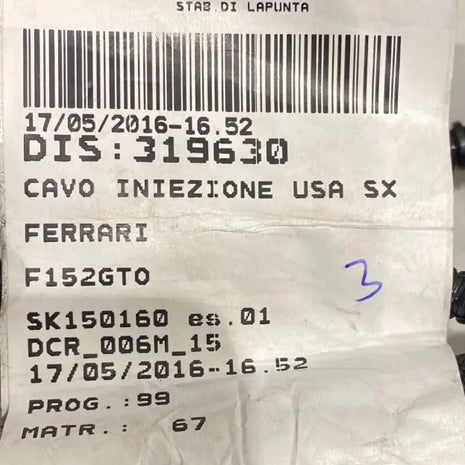 STAB.DI LAPUNTA
17/05/2016-16.52
DIS:319630
CAVO INIEZIONE USA SX
FERRARI
F152GTO
3
SK150160 es.01
DCR_006M_15
17/05/2016-16.52
PROG.:99
MATR.: 67